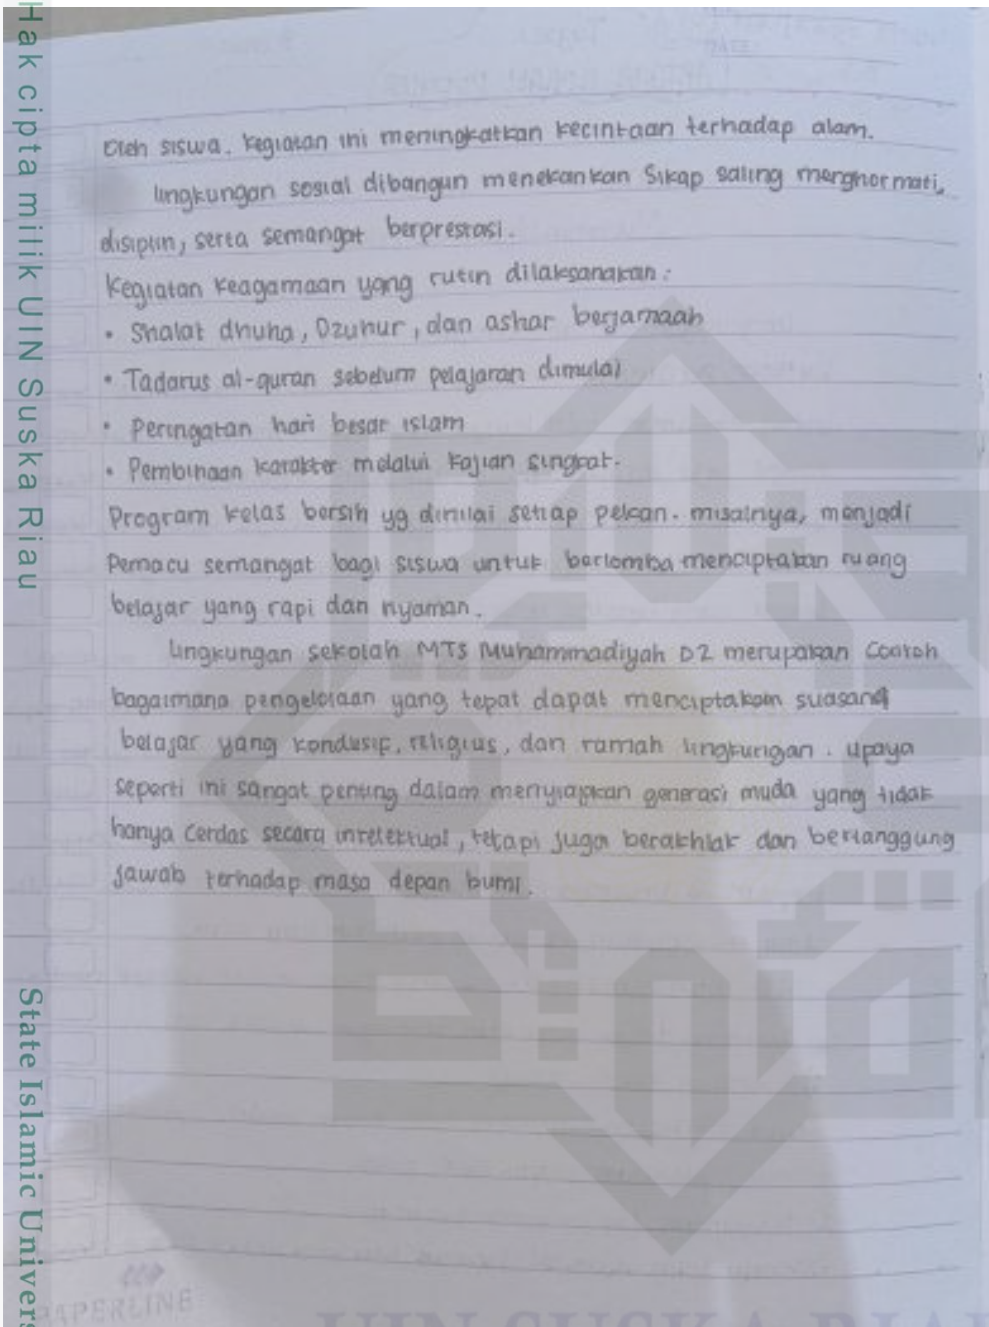 Oleh siswa. kegiatan ini meningkatkan kecintaan terhadap alam.
lingkungan sosial dibangun menekankan Sikap saling menghormati,
disiplin, serta semangat berprestasi.
Kegiatan Keagamaan yang rutin dilaksanakan:
• Shalat dhuha, Dzuhur, dan ashar berjamaah
• Tadarus al-quran sebelum pelajaran dimulai
• Peringatan hari besar islam
• Pembinaan karakter melalui kajian singkat.
Program kelas bersih yg dinilai setiap pekan. misalnya, menjadi
Pemacu semangat bagi siswa untuk berlomba menciptakan ruang
belajar yang rapi dan nyaman.
lingkungan sekolah MTS Muhammadiyah 02 merupakan Contoh
bagaimana pengelolaan yang tepat dapat menciptakan suasana
belajar yang kondusif, religius, dan ramah lingkungan. upaya
seperti ini sangat penting dalam menyiapkan generasi muda yang tidak
hanya Cerdas secara intelektual, tetapi juga berakhlak dan bertanggung
jawab terhadap masa depan bumi.
PAPERLINE
Hak cipta milik UIN Suska Riau
State Islamic Univers
UIN SUSKA RIAU